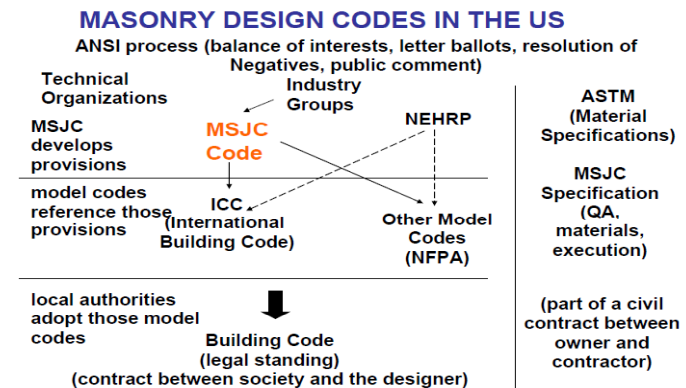 MASONRY DESIGN CODES IN THE US
ANSI process (balance of interests, letter ballots, resolution of
Negatives, public comment)
Technical
Organizations
Industry
Groups
NEHRP
MSJC
develops
provisions
MSJC
Code
model codes
reference those
provisions
ICC
(International
Building Code)
Other Model
Codes
(NFPA)
local authorities
adopt those model
codes
Building Code
(legal standing)
(contract between society and the designer)
ASTM
(Material
Specifications)
MSJC
Specification
(QA,
materials,
execution)
(part of a civil
contract between
owner and
contractor)